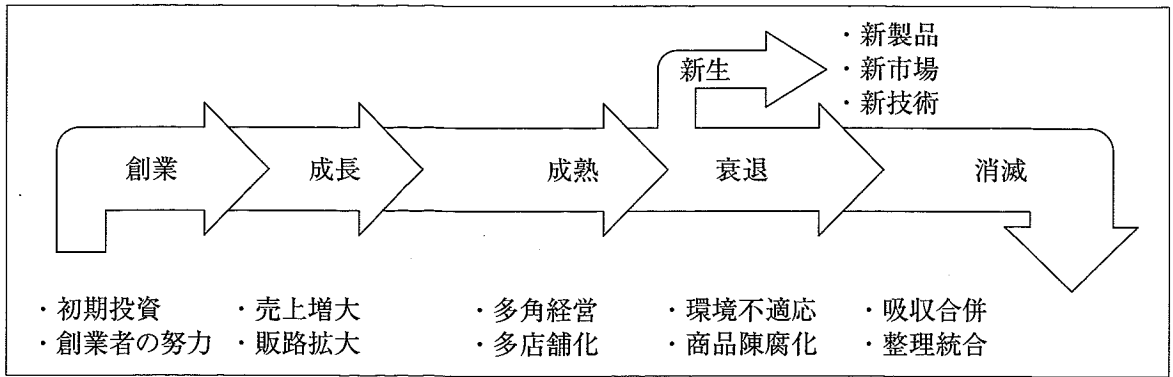 ・新製品
・新市場
・新技術
新生
創業
成長
成熟
衰退
消滅
・初期投資
・創業者の努力
・売上増大
・販路拡大
・多角経営
・多店舗化
・環境不適応
・商品陳腐化
・吸収合併
・整理統合